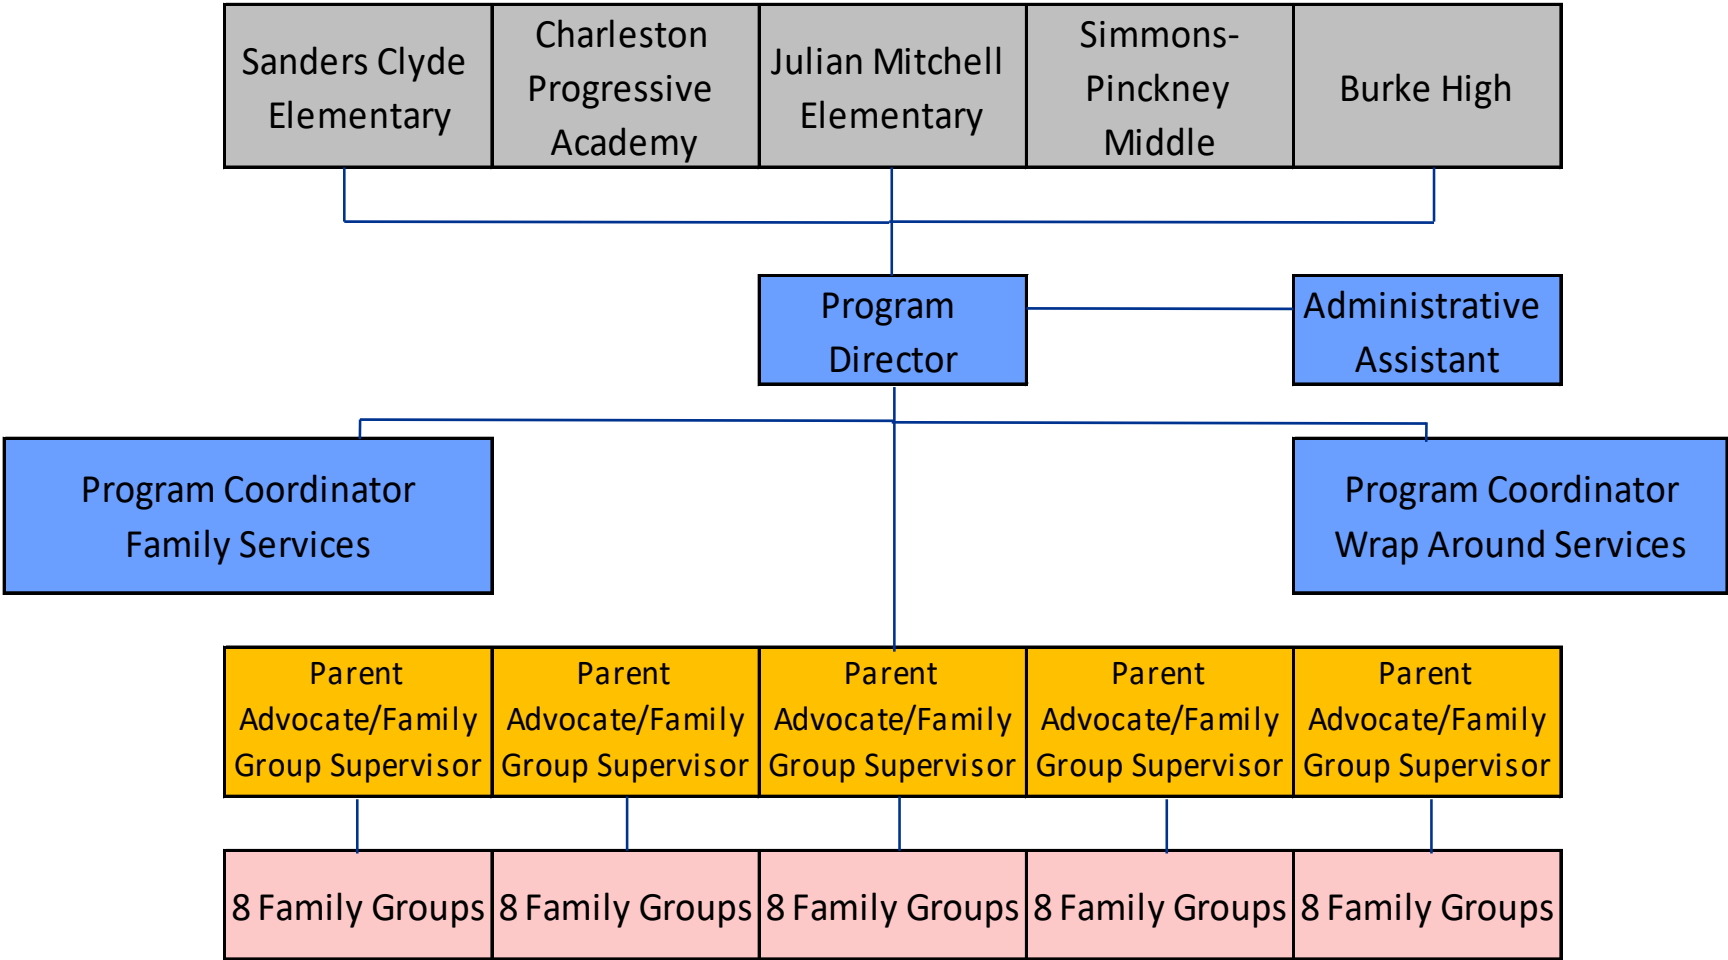 Sanders Clyde
Elementary
Charleston
Progressive
Academy
Julian Mitchell
Elementary
Simmons-
Pinckney
Middle
Burke High
Program
Director
Administrative
Assistant
Program Coordinator
Family Services
Program Coordinator
Wrap Around Services
Parent
Advocate/Family
Group Supervisor
Parent
Advocate/Family
Group Supervisor
Parent
Advocate/Family
Group Supervisor
Parent
Advocate/Family
Group Supervisor
Parent
Advocate/Family
Group Supervisor
8 Family Groups
8 Family Groups
8 Family Groups
8 Family Groups
8 Family Groups